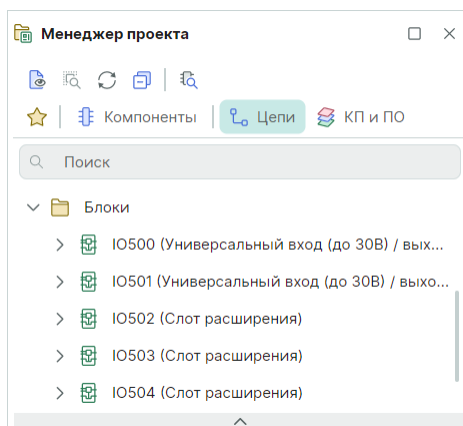 Менеджер проекта
Компоненты Цепи КП и ПО
Поиск
Блоки
IO500 (Универсальный вход (до 30В) / вых...
IO501 (Универсальный вход (до 30В) / выхо...
IO502 (Слот расширения)
IO503 (Слот расширения)
IO504 (Слот расширения)